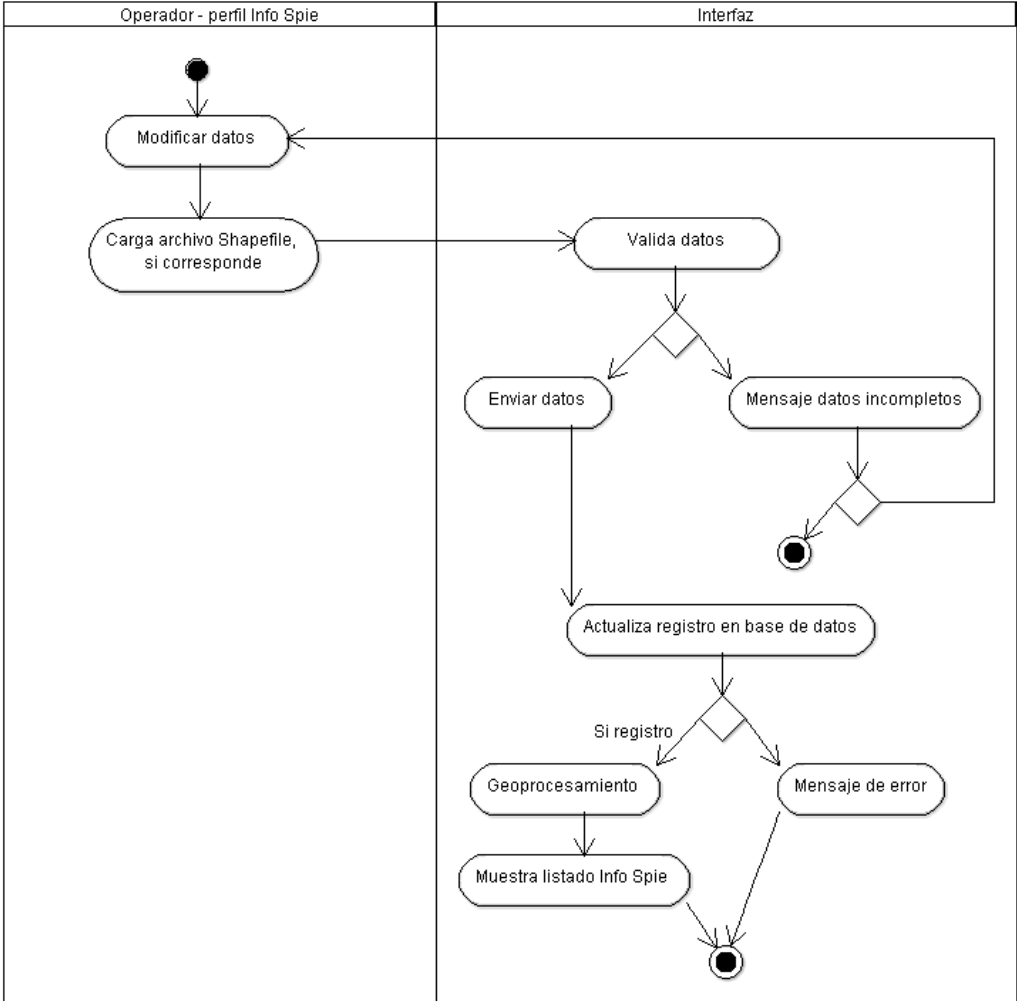 Operador - perfil Info Spie
Interfaz
Modificar datos
Carga archivo Shapefile,
si corresponde
Valida datos
Enviar datos
Mensaje datos incompletos
Actualiza registro en base de datos
Si registro
Geoprocesamiento
Mensaje de error
Muestra listado Info Spie